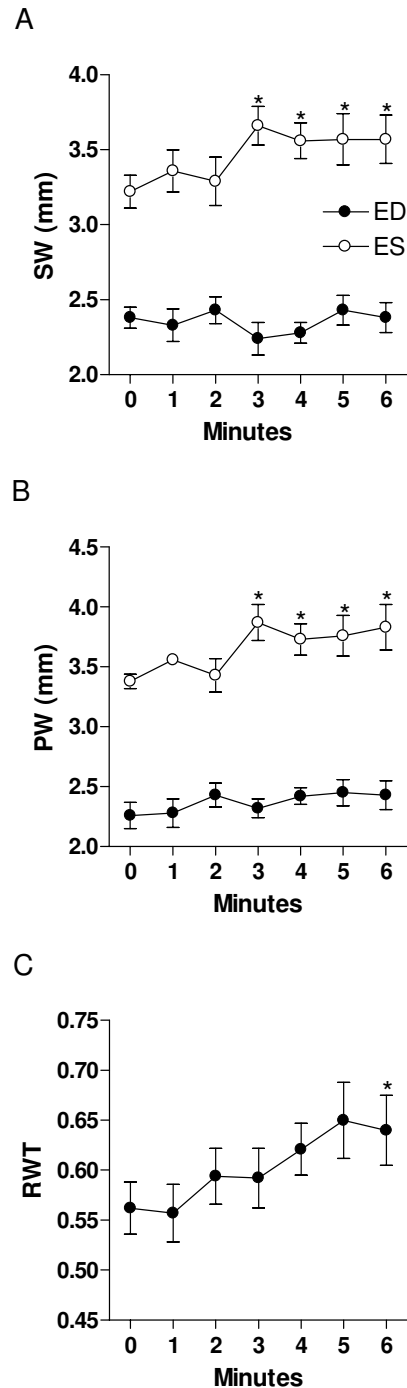 A
4.0
3.5
3.0
2.5
2.0
SW (mm)
* * * *
ED
ES
0 1 2 3 4 5 6
Minutes
B
4.5
4.0
3.5
3.0
2.5
2.0
PW (mm)
* * * *
0 1 2 3 4 5 6
Minutes
C
0.75
0.70
0.65
0.60
0.55
0.50
0.45
RWT
*
0 1 2 3 4 5 6
Minutes